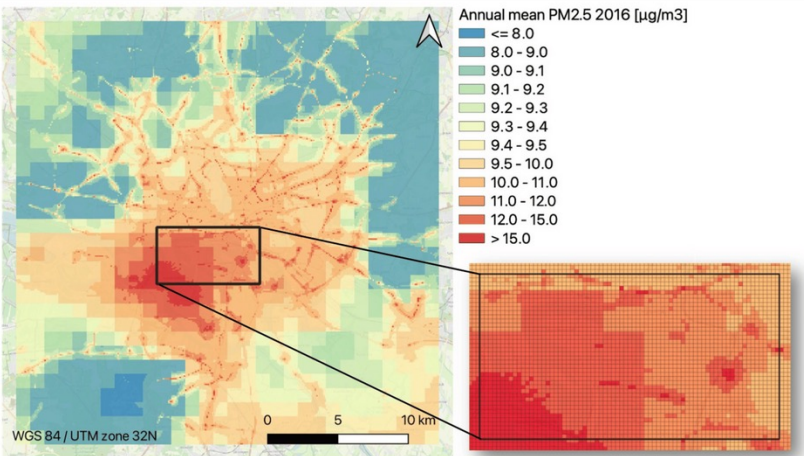 Annual mean PM2.5 2016 [µg/m3]
<= 8.0
8.0 - 9.0
9.0 - 9.1
9.1 - 9.2
9.2 - 9.3
9.3 - 9.4
9.4 - 9.5
9.5 - 10.0
10.0 - 11.0
11.0 - 12.0
12.0 - 15.0
> 15.0
0 5 10 km
WGS 84 / UTM zone 32N